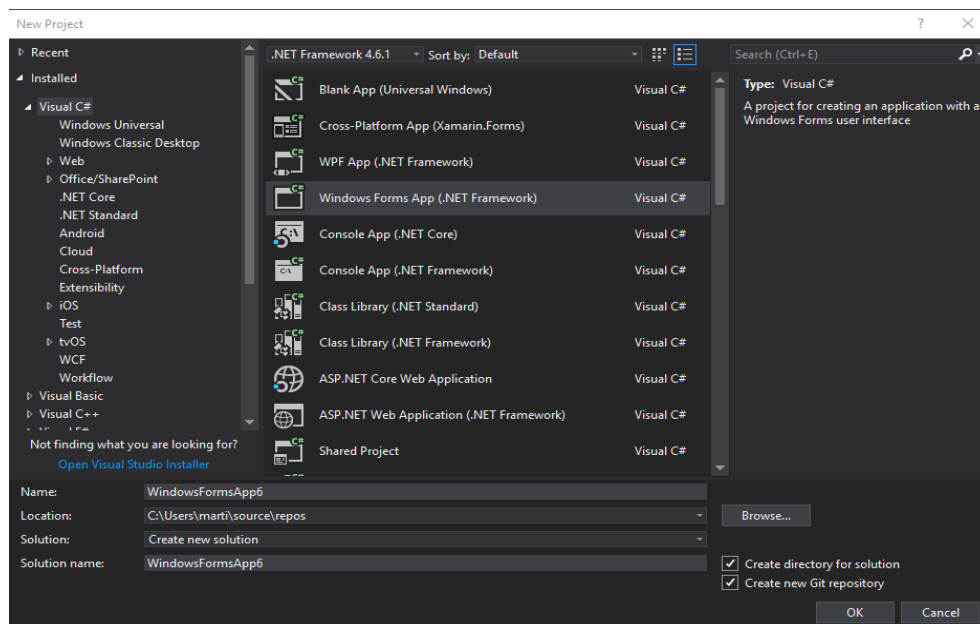 New Project
Recent
Installed
Visual C#
Windows Universal
Windows Classic Desktop
Web
Office/SharePoint
.NET Core
.NET Standard
Android
Cloud
Cross-Platform
Extensibility
iOS
Test
tvOS
WCF
Workflow
Visual Basic
Visual C++
Not finding what you are looking for?
Open Visual Studio Installer
.NET Framework 4.6.1 Sort by: Default
Blank App (Universal Windows) Visual C#
Cross-Platform App (Xamarin.Forms) Visual C#
WPF App (.NET Framework) Visual C#
Windows Forms App (.NET Framework) Visual C#
Console App (.NET Core) Visual C#
Console App (.NET Framework) Visual C#
Class Library (.NET Standard) Visual C#
Class Library (.NET Framework) Visual C#
ASP.NET Core Web Application Visual C#
ASP.NET Web Application (.NET Framework) Visual C#
Shared Project Visual C#
Search (Ctrl+E)
Type: Visual C#
A project for creating an application with a
Windows Forms user interface
Name: WindowsFormsApp6
Location: C:\Users\marti\source\repos Browse...
Solution: Create new solution
Solution name: WindowsFormsApp6
Create directory for solution
Create new Git repository
OK Cancel